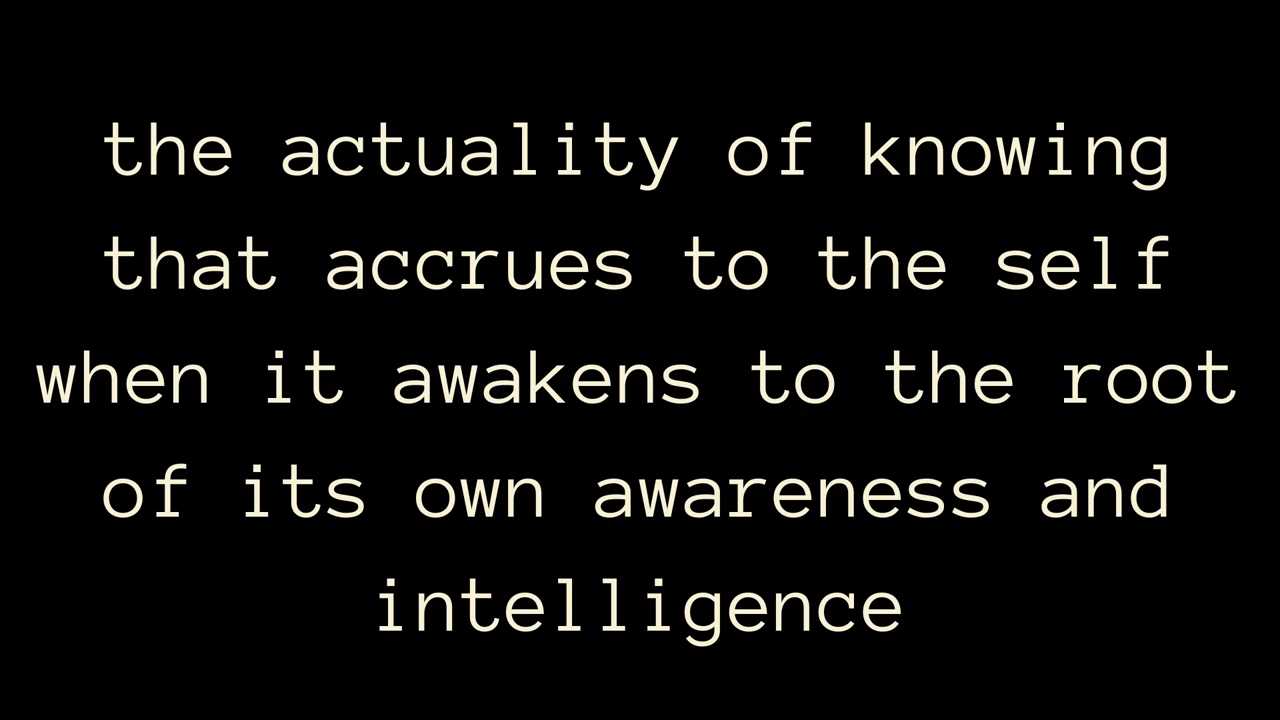 the actuality of knowing
that accrues to the self
when it awakens to the root
of its own awareness and
intelligence